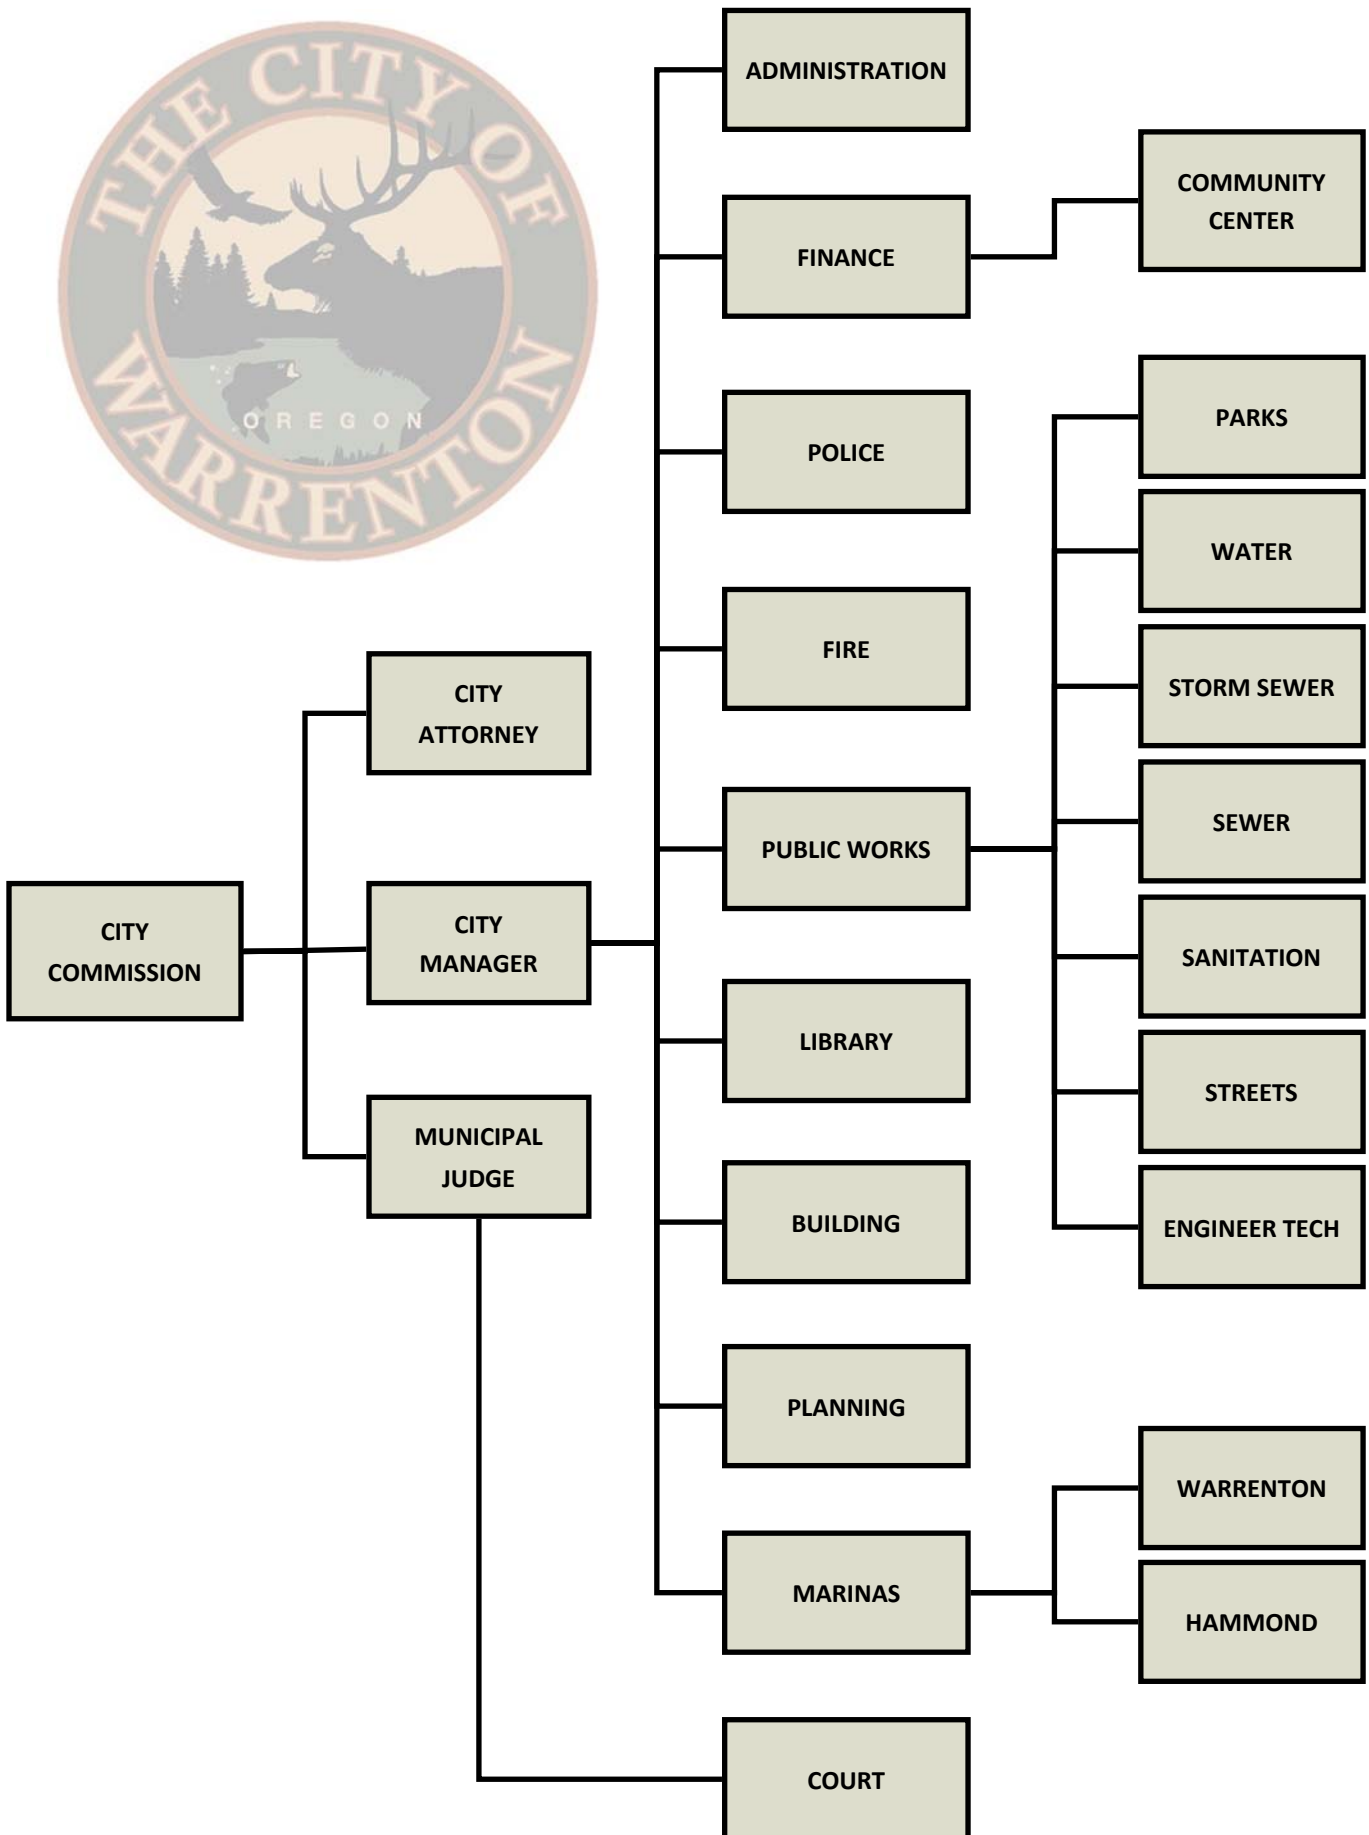 THE CITY OF
WARRENTON
OREGON
ADMINISTRATION
FINANCE
COMMUNITY
CENTER
POLICE
FIRE
PUBLIC WORKS
PARKS
WATER
STORM SEWER
SEWER
SANITATION
STREETS
ENGINEER TECH
CITY
ATTORNEY
CITY
COMMISSION
CITY
MANAGER
MUNICIPAL
JUDGE
LIBRARY
BUILDING
PLANNING
MARINAS
WARRENTON
HAMMOND
COURT